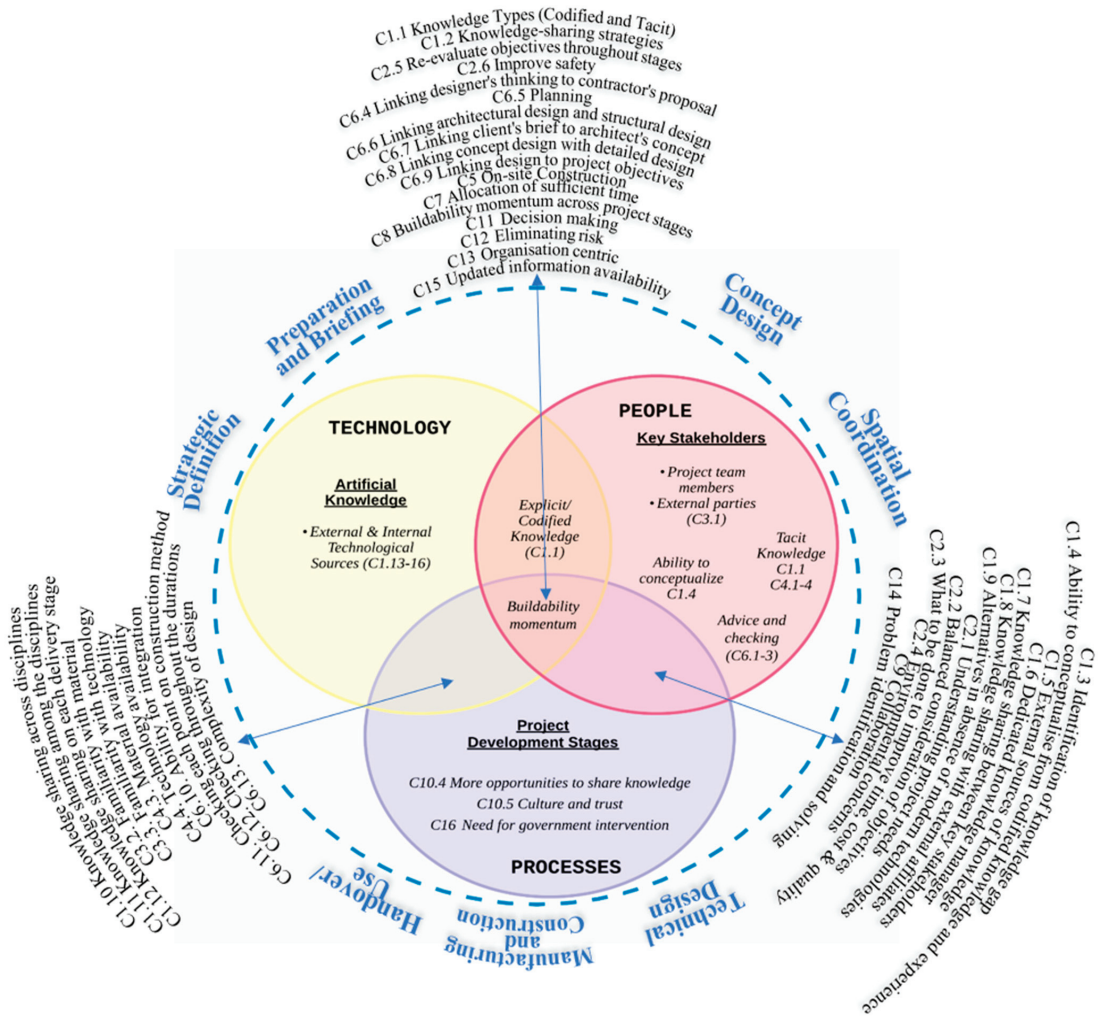 C1.1 Knowledge Types (Codified and Tacit)
C1.2 Knowledge-sharing strategies
C2.5 Re-evaluate objectives throughout stages
C2.6 Improve safety
C6.4 Linking designer's thinking to contractor's proposal
C6.5 Planning
C6.6 Linking architectural design and structural design
C6.7 Linking client's brief to architect's concept
C6.8 Linking concept design with detailed design
C6.9 Linking design to project objectives
C5 On-site Construction
C7 Allocation of sufficient time
C8 Buildability momentum across project stages
C11 Decision making
C12 Eliminating risk
C13 Organisation centric
C15 Updated information availability
Preparation
and Briefing
Concept
Design
Strategic
Definition
Spatial
Coordination
TECHNOLOGY
Artificial
Knowledge
• External & Internal
Technological
Sources (C1.13-16)
PEOPLE
Key Stakeholders
• Project team
members
• External parties
(C3.1)
Tacit
Knowledge
C1.1
C4.1-4
Ability to
conceptualize
C1.4
Advice and
checking
(C6.1-3)
Explicit/
Codified
Knowledge
(C1.1)
Buildability
momentum
Project
Development Stages
C10.4 More opportunities to share knowledge
C10.5 Culture and trust
C16 Need for government intervention
PROCESSES
C1.3 Identification of knowledge gap
C1.4 Ability to conceptualise from codified knowledge and experience
C1.5 External sources of knowledge
C1.6 Dedicated knowledge manager
C1.7 Knowledge sharing between key stakeholders
C1.8 Knowledge sharing with external affiliates
C1.9 Alternatives in absence of modern technologies
C2.1 Understanding project needs
C2.2 Balanced consideration of objectives
C2.3 What to be done to improve time, cost & quality
C2.4 Environmental concerns
C9 Collaboration
C14 Problem identification and solving
C1.10 Knowledge sharing across disciplines
C1.11 Knowledge sharing among the disciplines
C1.12 Knowledge sharing on each delivery stage
C3.2. Familiarity with material
C3.3. Familiarity with technology
C4.3. Material availability
C4.4. Technology availability
C6.10. Ability for integration
C6.11. Checking each point on construction method
C6.12. Checking throughout the durations
C6.13. Complexity of design
Handover/
Use
Manufacturing
and
Construction
Technical
Design